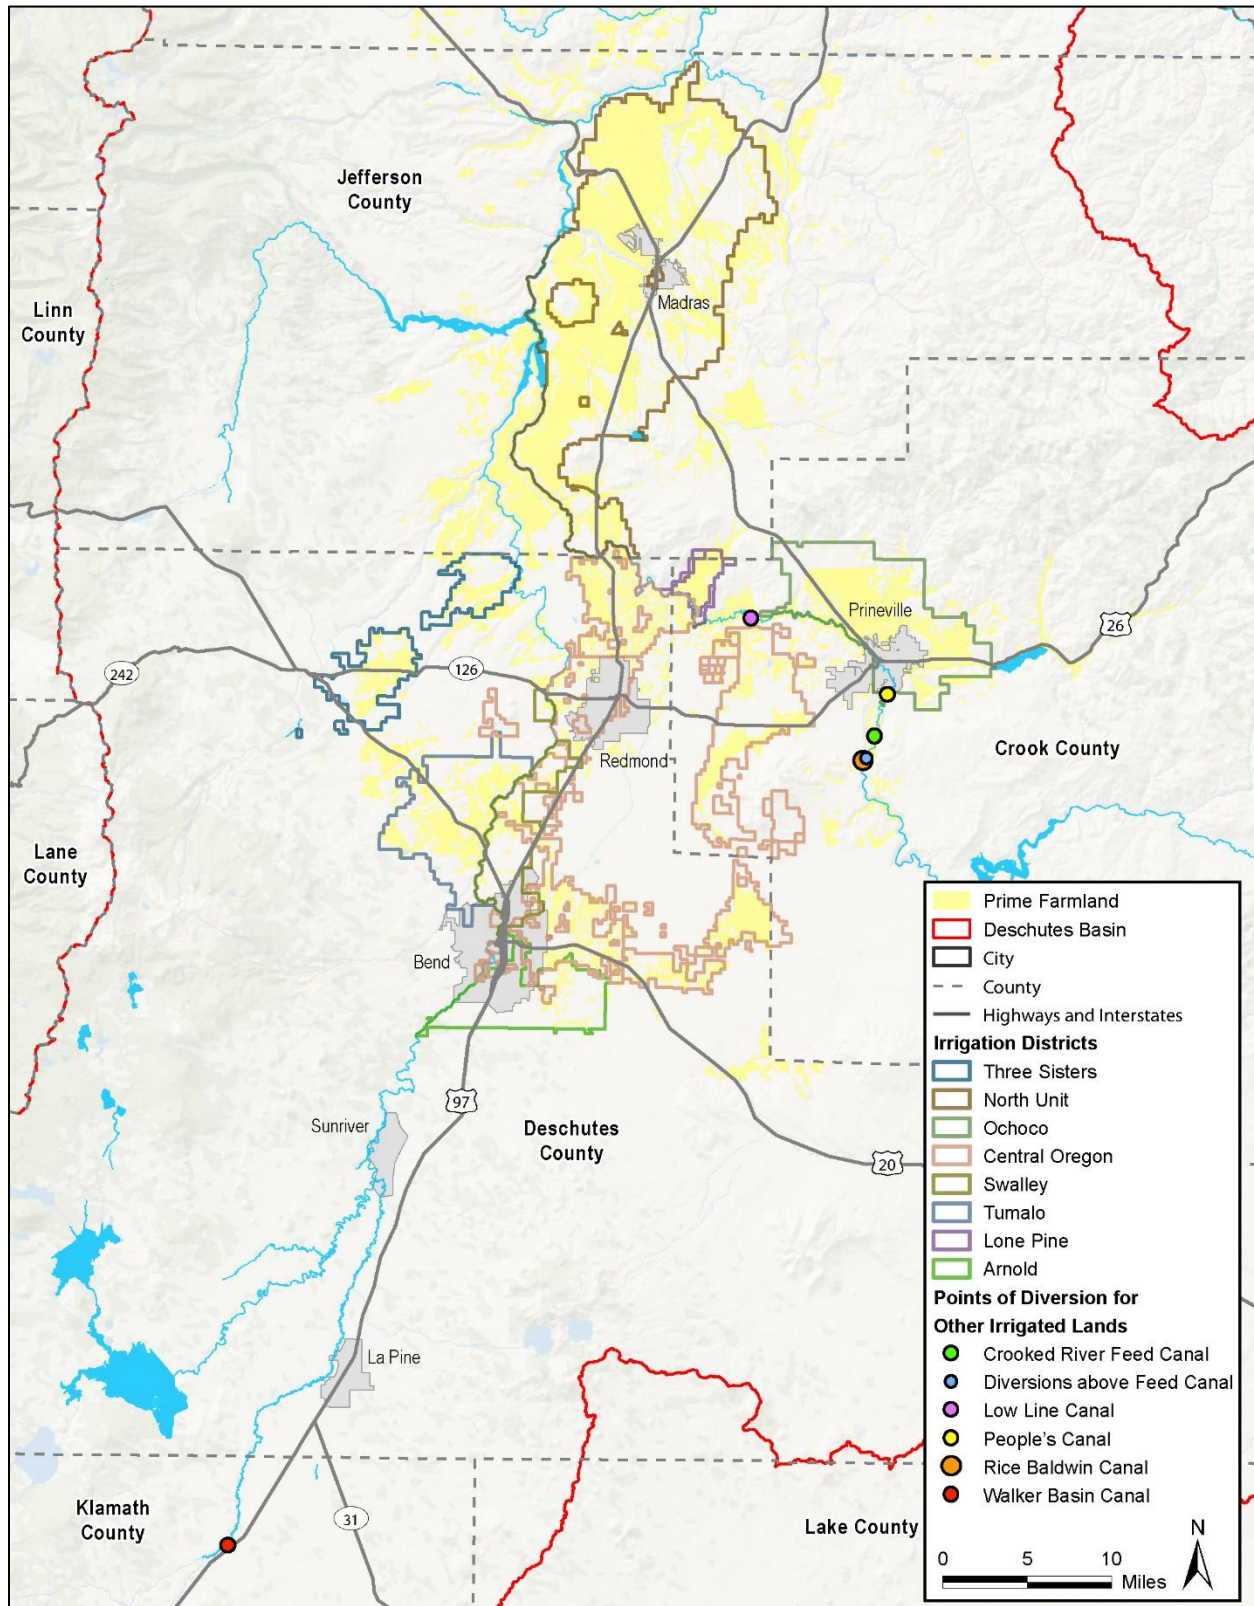 Jefferson
County
Linn
County
Madras
Prineville
26
242
126
Redmond
Crook County
Lane
County
Bend
97
Sunriver
Deschutes
County
20
La Pine
Klamath
County
31
Lake County
Prime Farmland
Deschutes Basin
City
County
Highways and Interstates
Irrigation Districts
Three Sisters
North Unit
Ochoco
Central Oregon
Swalley
Tumalo
Lone Pine
Arnold
Points of Diversion for
Other Irrigated Lands
Crooked River Feed Canal
Diversions above Feed Canal
Low Line Canal
People's Canal
Rice Baldwin Canal
Walker Basin Canal
N
0 5 10
Miles